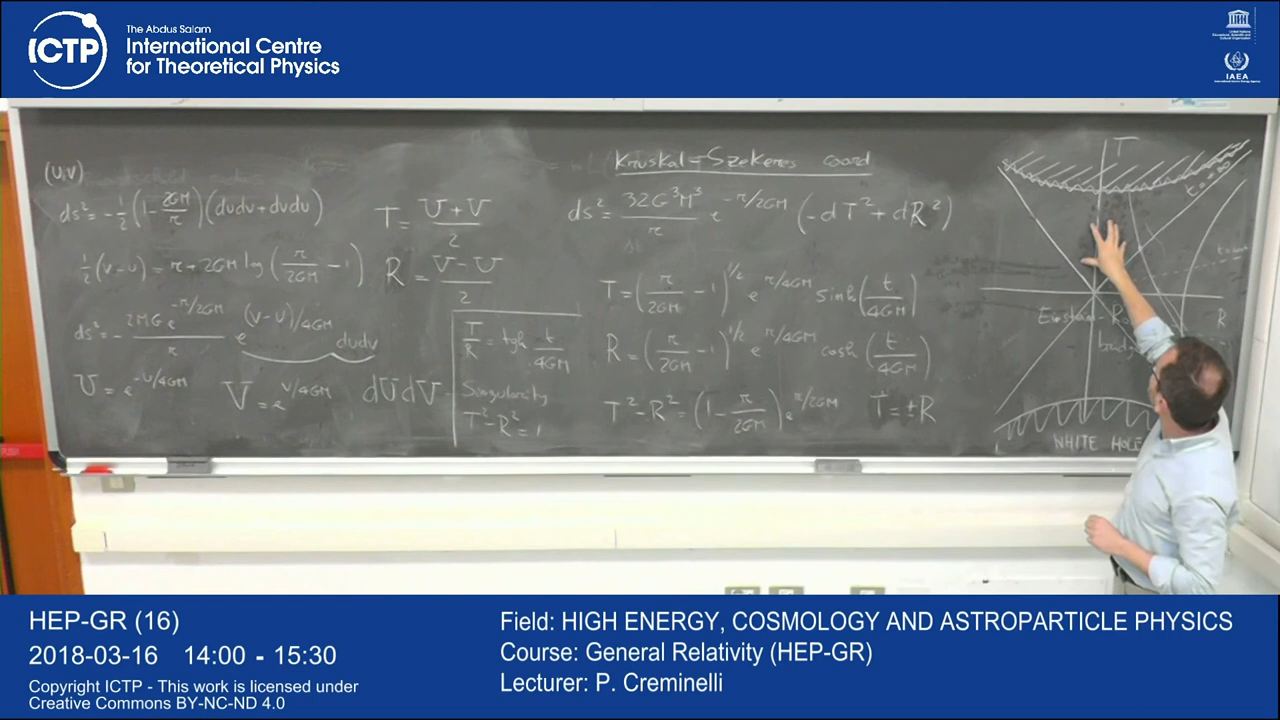 The Abdus Salam
ICTP International Centre
for Theoretical Physics
IAEA
(U,V)
ds² = -1/2 (1 - 2GM/r) (dudv + dvdu)
1/2 (v-u) = r + 2GM log (r/2GM - 1)
ds² = - 2MG e^{-r/2GM} / r e^{(v-u)/4GM} dudv
U = e^{-u/4GM} V = e^{v/4GM} dUdV
T = U + V / 2
R = V - U / 2
T/R = tgh t/4GM
Singularity
T² - R² = 1
Kruskal-Szekeres coord
ds² = 32G³M³ / r e^{-r/2GM} (-dT² + dR²)
T = (r/2GM - 1)^{1/2} e^{r/4GM} sinh (t/4GM)
R = (r/2GM - 1)^{1/2} e^{r/4GM} cosh (t/4GM)
T² - R² = (1 - r/2GM) e^{r/2GM} T = ±R
T
t=+∞
R
WHITE HOLE
HEP-GR (16)
2018-03-16 14:00 - 15:30
Copyright ICTP - This work is licensed under
Creative Commons BY-NC-ND 4.0
Field: HIGH ENERGY, COSMOLOGY AND ASTROPARTICLE PHYSICS
Course: General Relativity (HEP-GR)
Lecturer: P. Creminelli